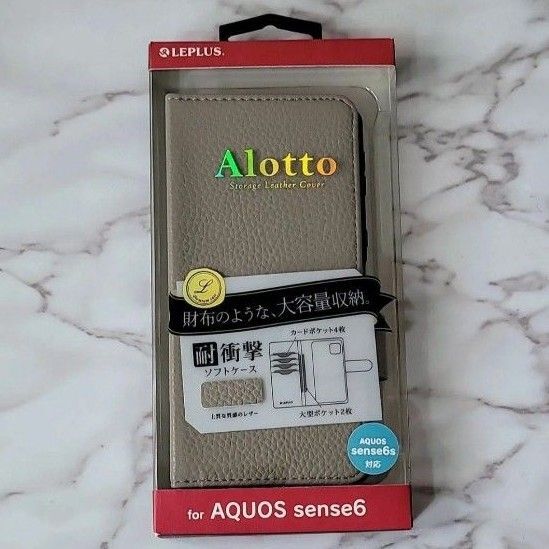 LEPLUS
Alotto
Storage Leather Cover
L
財布のような、大容量収納。
耐衝撃
ソフトケース
カードポケット4枚
上質な質感のレザー
大型ポケット2枚
AQUOS
sense6s
対応
for AQUOS sense6